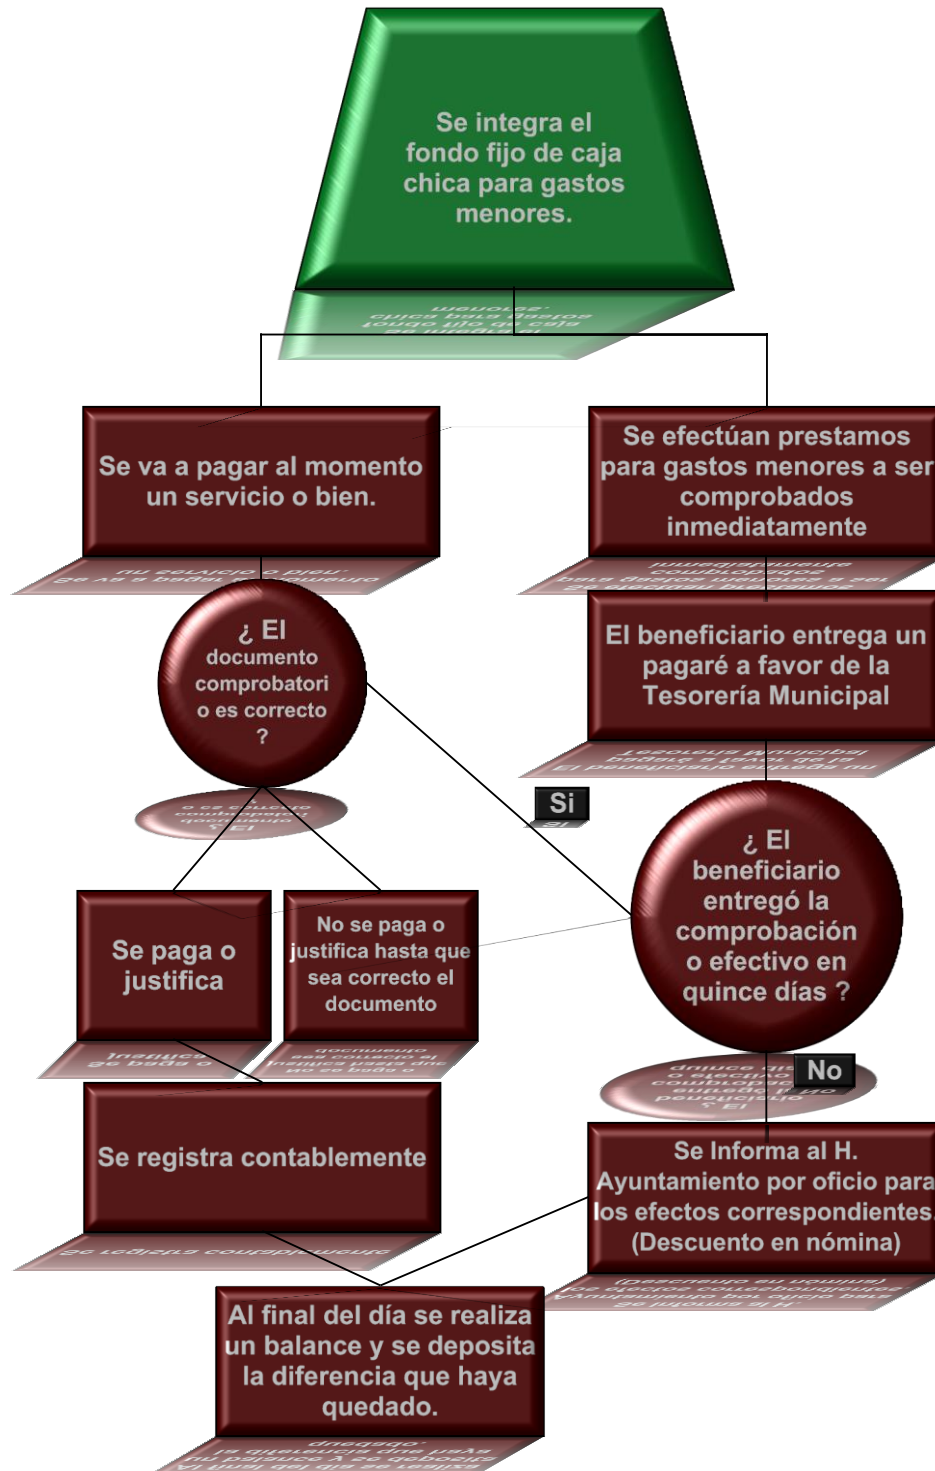 Se integra el
fondo fijo de caja
chica para gastos
menores.
Se va a pagar al momento
un servicio o bien.
Se efectúan prestamos
para gastos menores a ser
comprobados
inmediatamente
¿ El
documento
comprobatori
o es correcto
?
El beneficiario entrega un
pagaré a favor de la
Tesorería Municipal
Si
¿ El
beneficiario
entregó la
comprobación
o efectivo en
quince días ?
Se paga o
justifica
No se paga o
justifica hasta que
sea correcto el
documento
No
Se registra contablemente
Se Informa al H.
Ayuntamiento por oficio para
los efectos correspondientes.
(Descuento en nómina)
Al final del día se realiza
un balance y se deposita
la diferencia que haya
quedado.